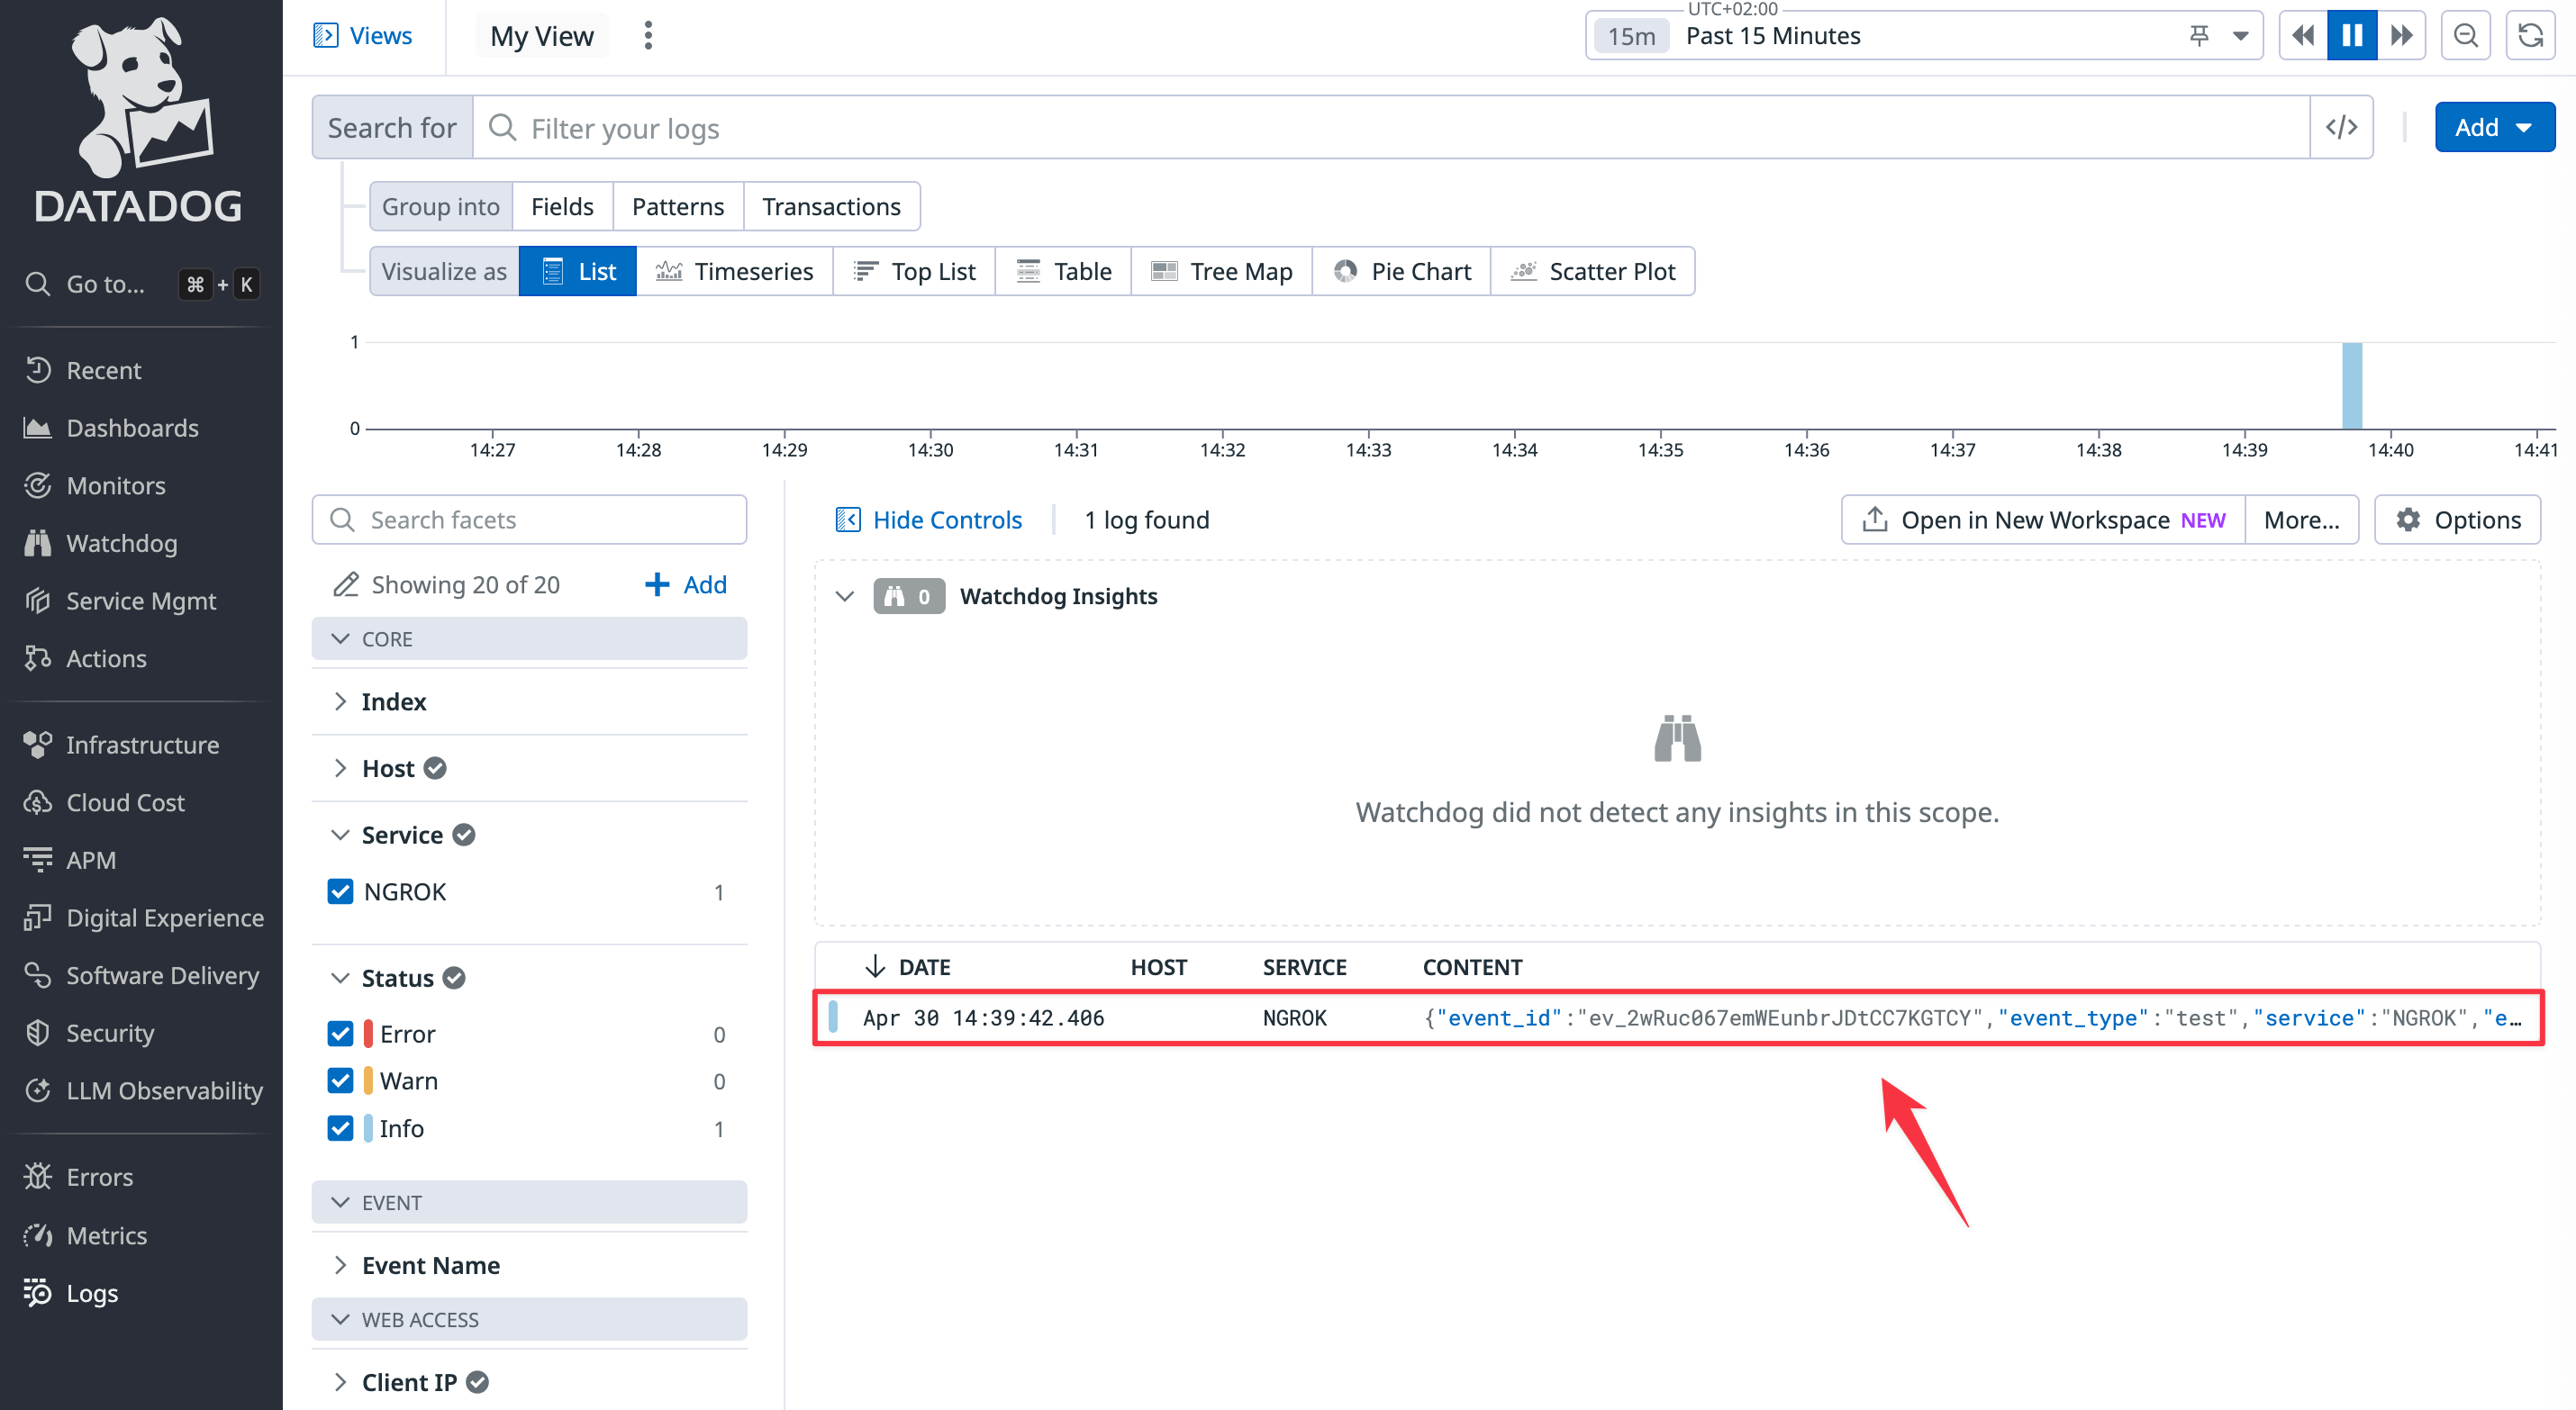 DATADOG
Go to... ⌘ + K
Recent
Dashboards
Monitors
Watchdog
Service Mgmt
Actions
Infrastructure
Cloud Cost
APM
Digital Experience
Software Delivery
Security
LLM Observability
Errors
Metrics
Logs
Views
My View
UTC+02:00
15m Past 15 Minutes
Search for Filter your logs </> Add
Group into Fields Patterns Transactions
Visualize as List Timeseries Top List Table Tree Map Pie Chart Scatter Plot
1
0
14:27 14:28 14:29 14:30 14:31 14:32 14:33 14:34 14:35 14:36 14:37 14:38 14:39 14:40 14:41
Search facets
Showing 20 of 20 + Add
CORE
Index
Host
Service
NGROK 1
Status
Error 0
Warn 0
Info 1
EVENT
Event Name
WEB ACCESS
Client IP
Hide Controls 1 log found Open in New Workspace NEW More... Options
0 Watchdog Insights
Watchdog did not detect any insights in this scope.
DATE HOST SERVICE CONTENT
Apr 30 14:39:42.406 NGROK {"event_id":"ev_2wRuc067emWEunbrJDtCC7KGTCY","event_type":"test","service":"NGROK","e…